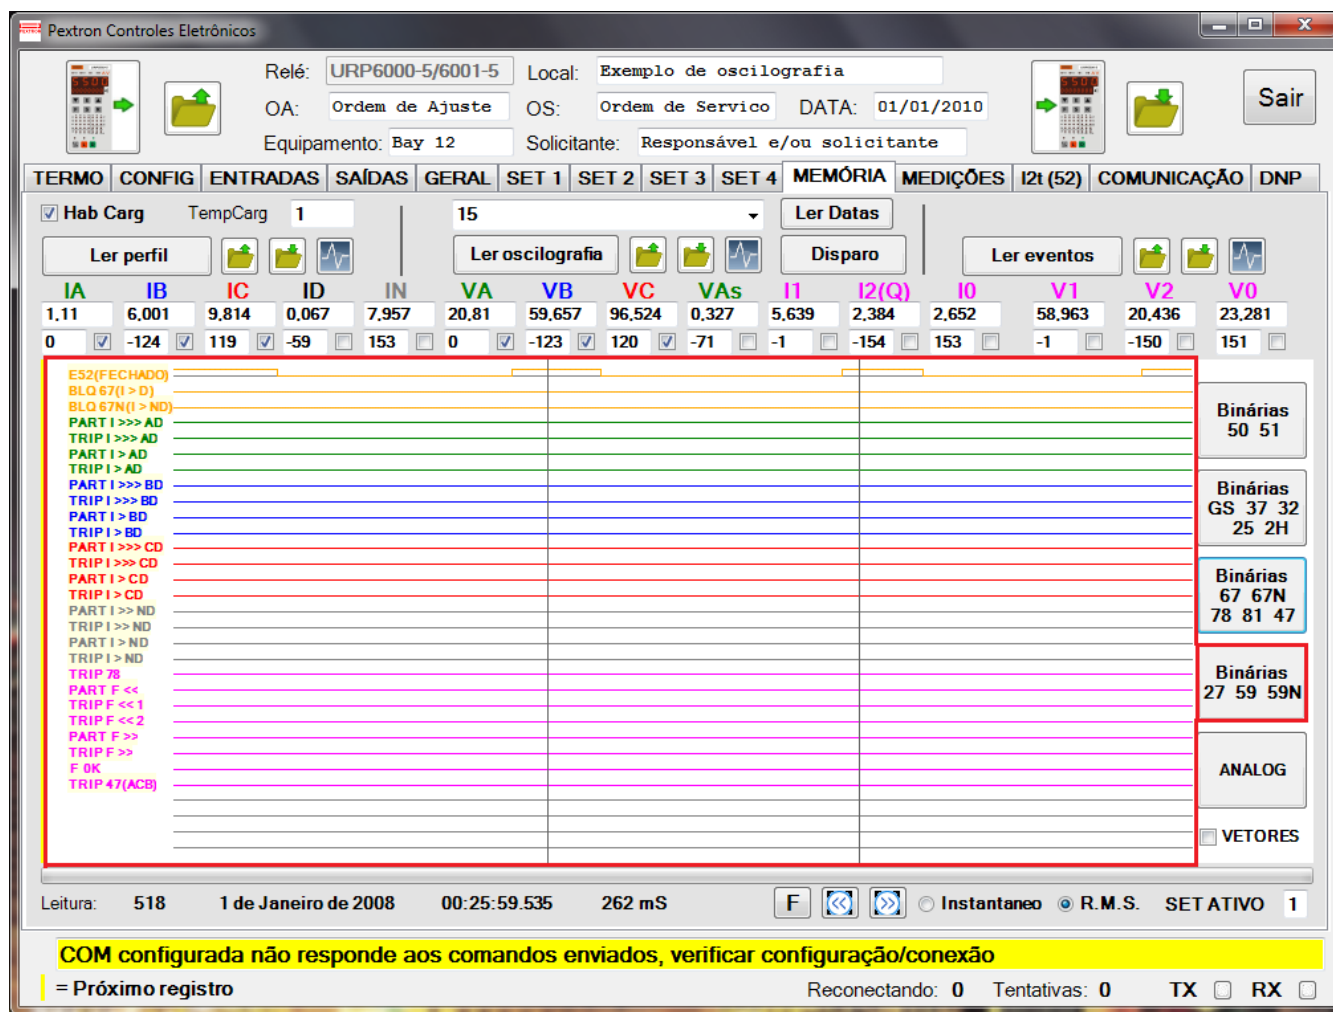 Pextron Controles Eletrônicos
Relé: URP6000-5/6001-5 Local: Exemplo de oscilografia
OA: Ordem de Ajuste OS: Ordem de Servico DATA: 01/01/2010
Equipamento: Bay 12 Solicitante: Responsável e/ou solicitante
Sair
TERMO CONFIG ENTRADAS SAÍDAS GERAL SET 1 SET 2 SET 3 SET 4 MEMÓRIA MEDIÇÕES I2t (52) COMUNICAÇÃO DNP
Hab Carg TempCarg 1 15 Ler Datas
Ler perfil Ler oscilografia Disparo Ler eventos
IA IB IC ID IN VA VB VC VAs I1 I2(Q) I0 V1 V2 V0
1,11 6,001 9,814 0,067 7,957 20,81 59,657 96,524 0,327 5,639 2,384 2,652 58,963 20,436 23,281
0 -124 119 -59 153 0 -123 120 -71 -1 -154 153 -1 -150 151
E52(FECHADO)
BLQ 67(I > D)
BLQ 67N(I > ND)
PART I >>> AD
TRIP I >>> AD
PART I > AD
TRIP I > AD
PART I >>> BD
TRIP I >>> BD
PART I > BD
TRIP I > BD
PART I >>> CD
TRIP I >>> CD
PART I > CD
TRIP I > CD
PART I >> ND
TRIP I >> ND
PART I > ND
TRIP I > ND
TRIP 78
PART F <<
TRIP F << 1
TRIP F << 2
PART F >>
TRIP F >>
F 0K
TRIP 47(ACB)
Binárias
50 51
Binárias
GS 37 32
25 2H
Binárias
67 67N
78 81 47
Binárias
27 59 59N
ANALOG
VETORES
Leitura: 518 1 de Janeiro de 2008 00:25:59.535 262 mS F Instantaneo R.M.S. SET ATIVO 1
COM configurada não responde aos comandos enviados, verificar configuração/conexão
= Próximo registro Reconectando: 0 Tentativas: 0 TX RX